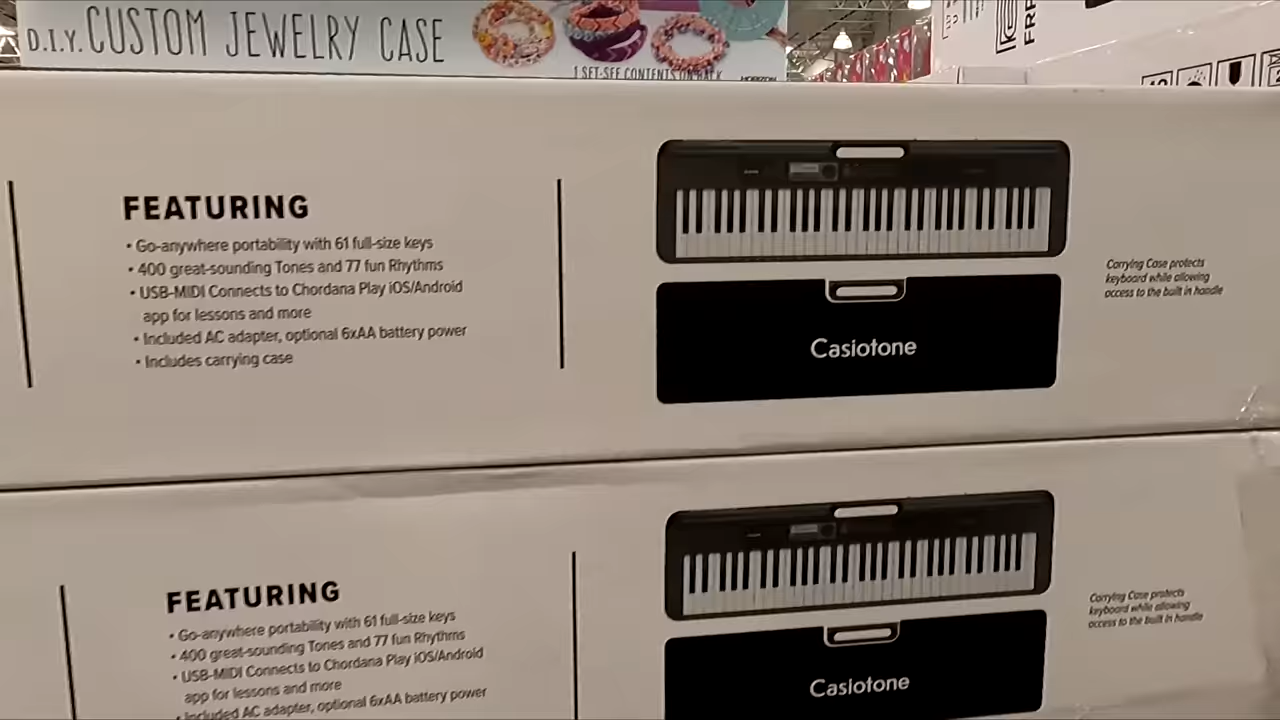 D.I.Y. CUSTOM JEWELRY CASE
1 SET-SEE CONTENTS ON BACK
HORIZON
FEATURING
• Go-anywhere portability with 61 full-size keys
• 400 great-sounding Tones and 77 fun Rhythms
• USB-MIDI Connects to Chordana Play iOS/Android
app for lessons and more
• Included AC adapter, optional 6xAA battery power
• Includes carrying case
Casiotone
Carrying Case protects
keyboard while allowing
access to the built in handle
FEATURING
• Go-anywhere portability with 61 full-size keys
• 400 great-sounding Tones and 77 fun Rhythms
• USB-MIDI Connects to Chordana Play iOS/Android
app for lessons and more
• Included AC adapter, optional 6xAA battery power
Casiotone
Carrying Case protects
keyboard while allowing
access to the built in handle